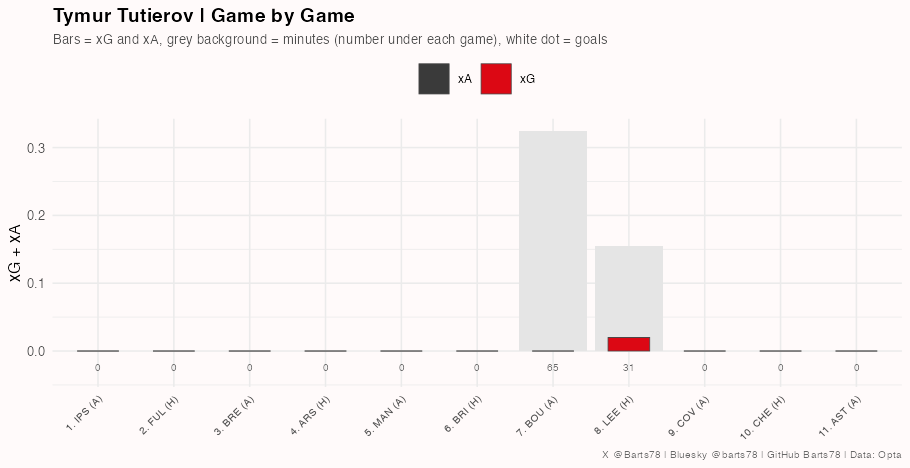 Tymur Tutierov | Game by Game
Bars = xG and xA, grey background = minutes (number under each game), white dot = goals
xA xG
xG + xA
0.3
0.2
0.1
0.0
0 0 0 0 0 0 65 31 0 0 0
1. IPS (A) 2. FUL (H) 3. BRE (A) 4. ARS (H) 5. MAN (A) 6. BRI (H) 7. BOU (A) 8. LEE (H) 9. COV (A) 10. CHE (H) 11. AST (A)
X @Barts78 | Bluesky @barts78 | GitHub Barts78 | Data: Opta